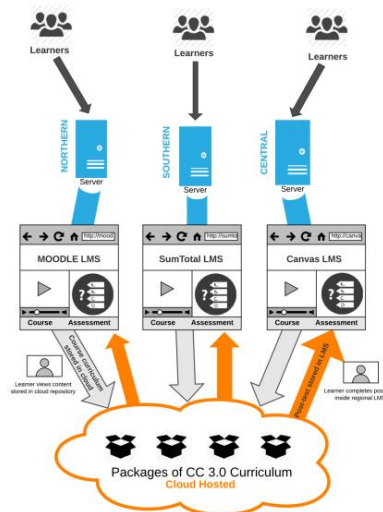 Learners
Learners
Learners
NORTHERN
SOUTHERN
CENTRAL
Server
Server
Server
http://mood
http://sumto
http://canva
MOODLE LMS
SumTotal LMS
Canvas LMS
Course Assessment
Course Assessment
Course Assessment
Course curriculum
stored in cloud
Post-test stored in LMS
Learner views content
stored in cloud repository
Learner completes pos
inside regional LMS
Packages of CC 3.0 Curriculum
Cloud Hosted